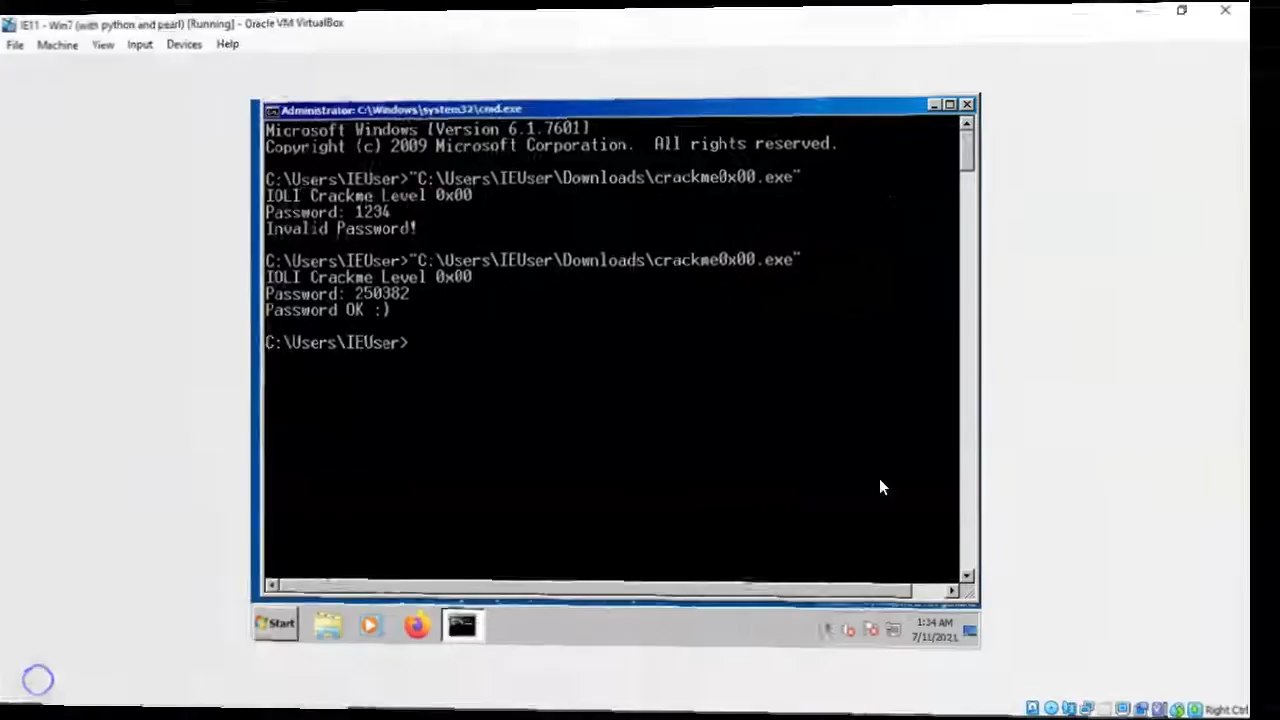 IE11 - Win7 (with python and pearl) [Running] - Oracle VM VirtualBox
File Machine View Input Devices Help
Administrator: C:\Windows\system32\cmd.exe
Microsoft Windows [Version 6.1.7601]
Copyright (c) 2009 Microsoft Corporation. All rights reserved.
C:\Users\IEUser>"C:\Users\IEUser\Downloads\crackme0x00.exe"
IOLI Crackme Level 0x00
Password: 1234
Invalid Password!
C:\Users\IEUser>"C:\Users\IEUser\Downloads\crackme0x00.exe"
IOLI Crackme Level 0x00
Password: 250382
Password OK :)
C:\Users\IEUser>
Start
1:34 AM
7/11/2021
Right Ctrl